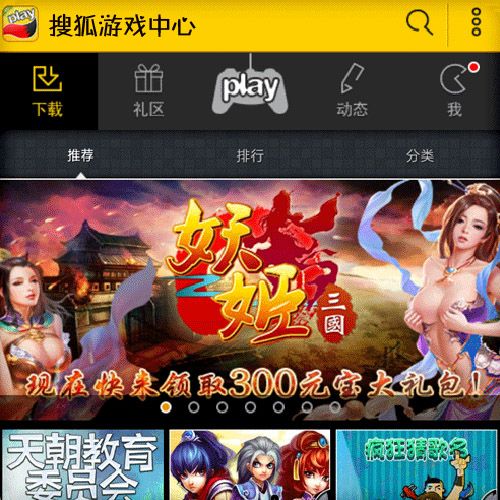 play
搜狐游戏中心
下载
礼区
play
动态
我
推荐
排行
分类
妖姬
三國
现在快来领取300元宝大礼包!
天朝教育
委员会
疯狂猜歌名